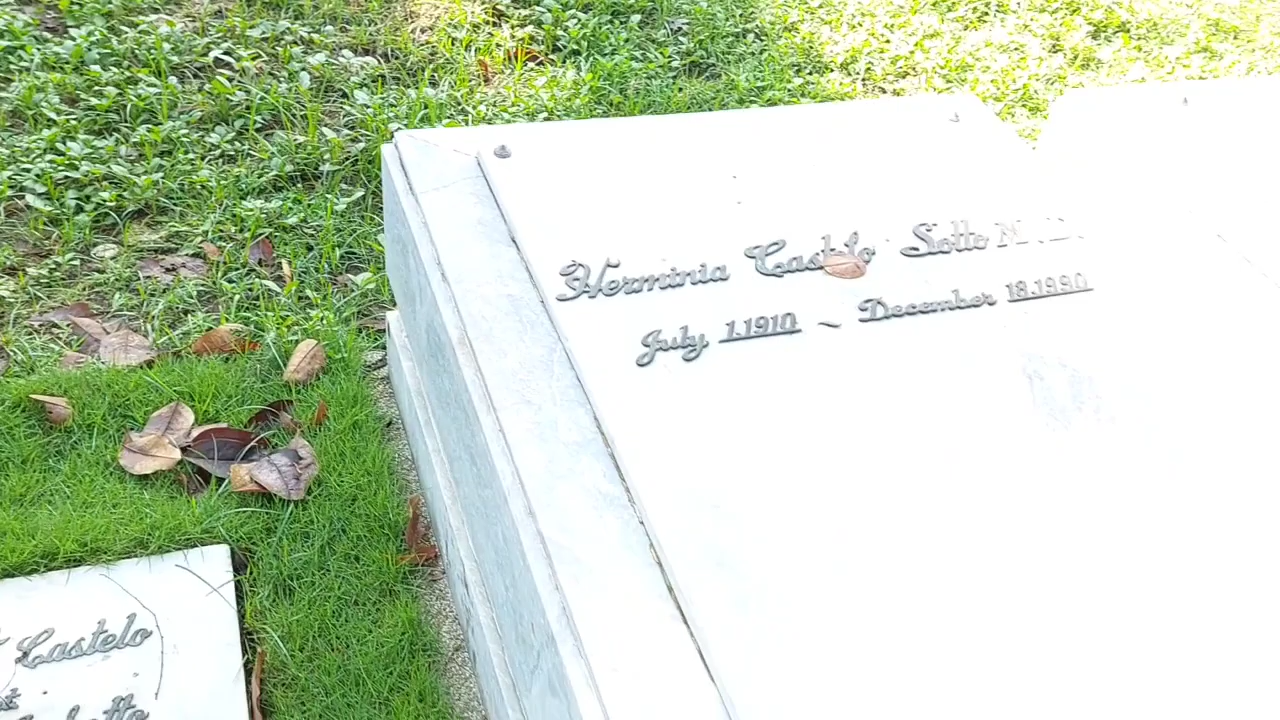 Herminia Castelo Sotto M.D.
July 1.1910 - December 18.1990
Castelo